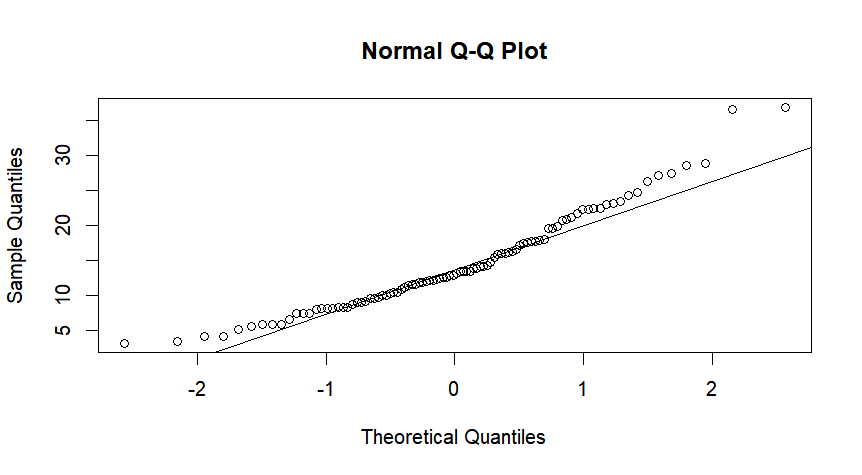 Normal Q-Q Plot
Sample Quantiles
30
20
10
5
-2 -1 0 1 2
Theoretical Quantiles